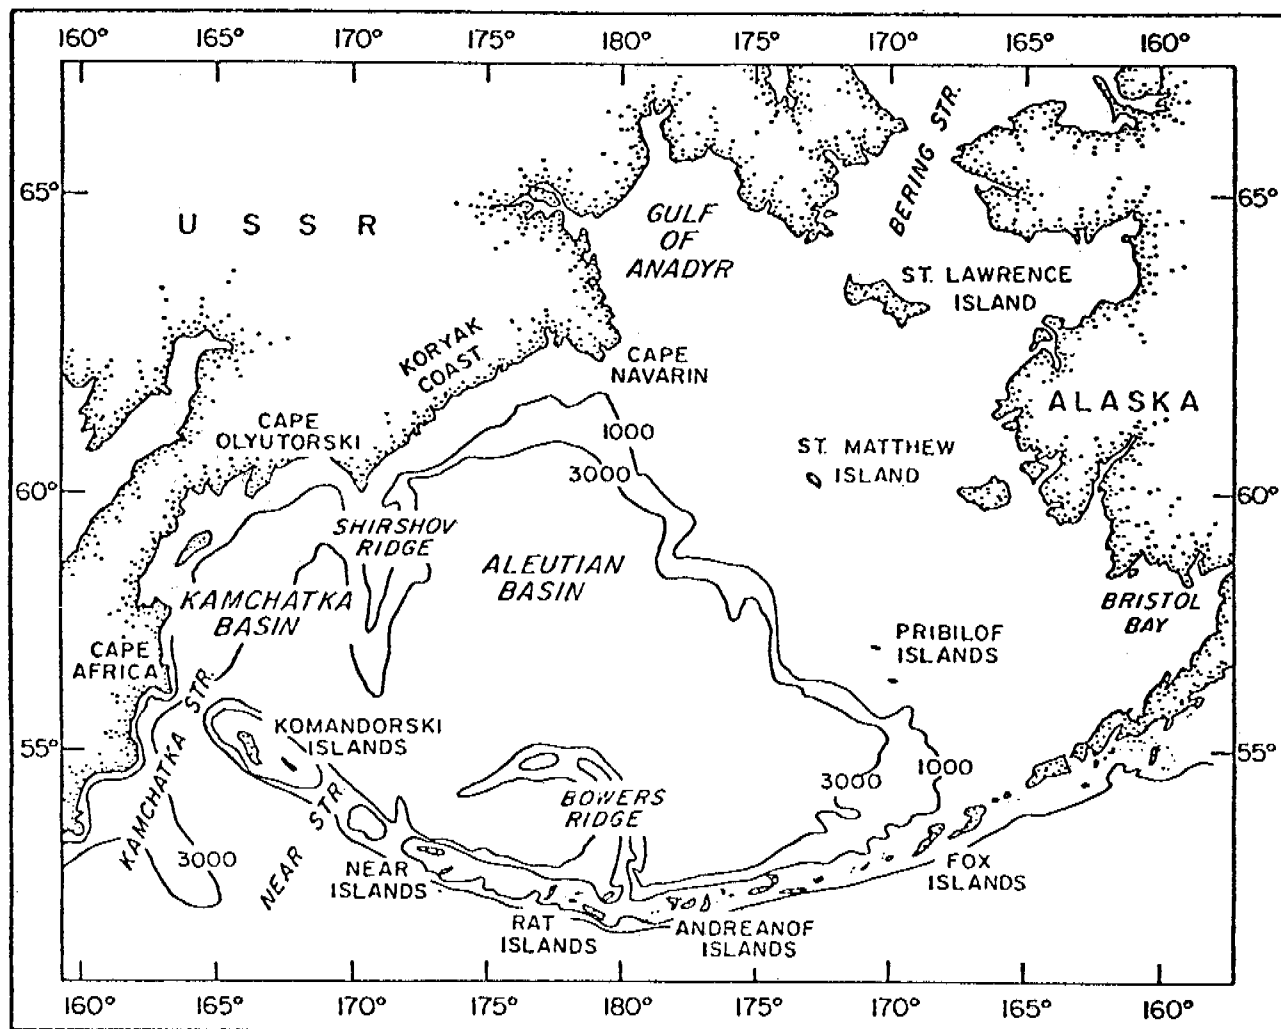 160° 165° 170° 175° 180° 175° 170° 165° 160°
65° 65°
U S S R
GULF
OF
ANADYR
BERING STR.
ST. LAWRENCE
ISLAND
KORYAK
COAST
CAPE
NAVARIN
ALASKA
CAPE
OLYUTORSKI
1000
3000
ST. MATTHEW
ISLAND
60° 60°
SHIRSHOV
RIDGE
ALEUTIAN
BASIN
KAMCHATKA
BASIN
BRISTOL
BAY
CAPE
AFRICA
PRIBILOF
ISLANDS
KAMCHATKA STR
KOMANDORSKI
ISLANDS
55° 55°
3000
1000
BOWERS
RIDGE
NEAR STR
3000
NEAR
ISLANDS
FOX
ISLANDS
RAT
ISLANDS
ANDREANOF
ISLANDS
160° 165° 170° 175° 180° 175° 170° 165° 160°